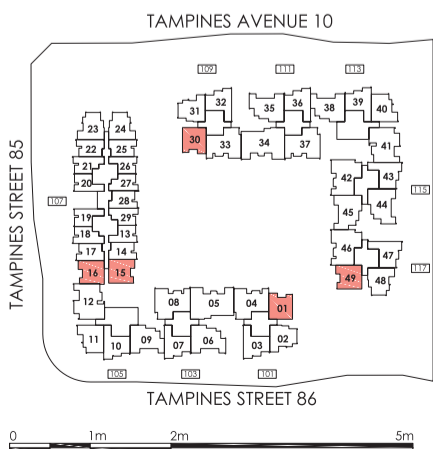 TAMPINES AVENUE 10
109 111 113
31 32 35 36 38 39 40
30 33 34 37 41
23 24
22 25
21 26
20 27
28
19 29
18 13
17 14
16 15
12
107
TAMPINES STREET 85
42 43
45 44
115
46 47
49 48
117
08 05 04 01
11 10 09 07 06 03 02
105 103 101
TAMPINES STREET 86
0 1m 2m 5m